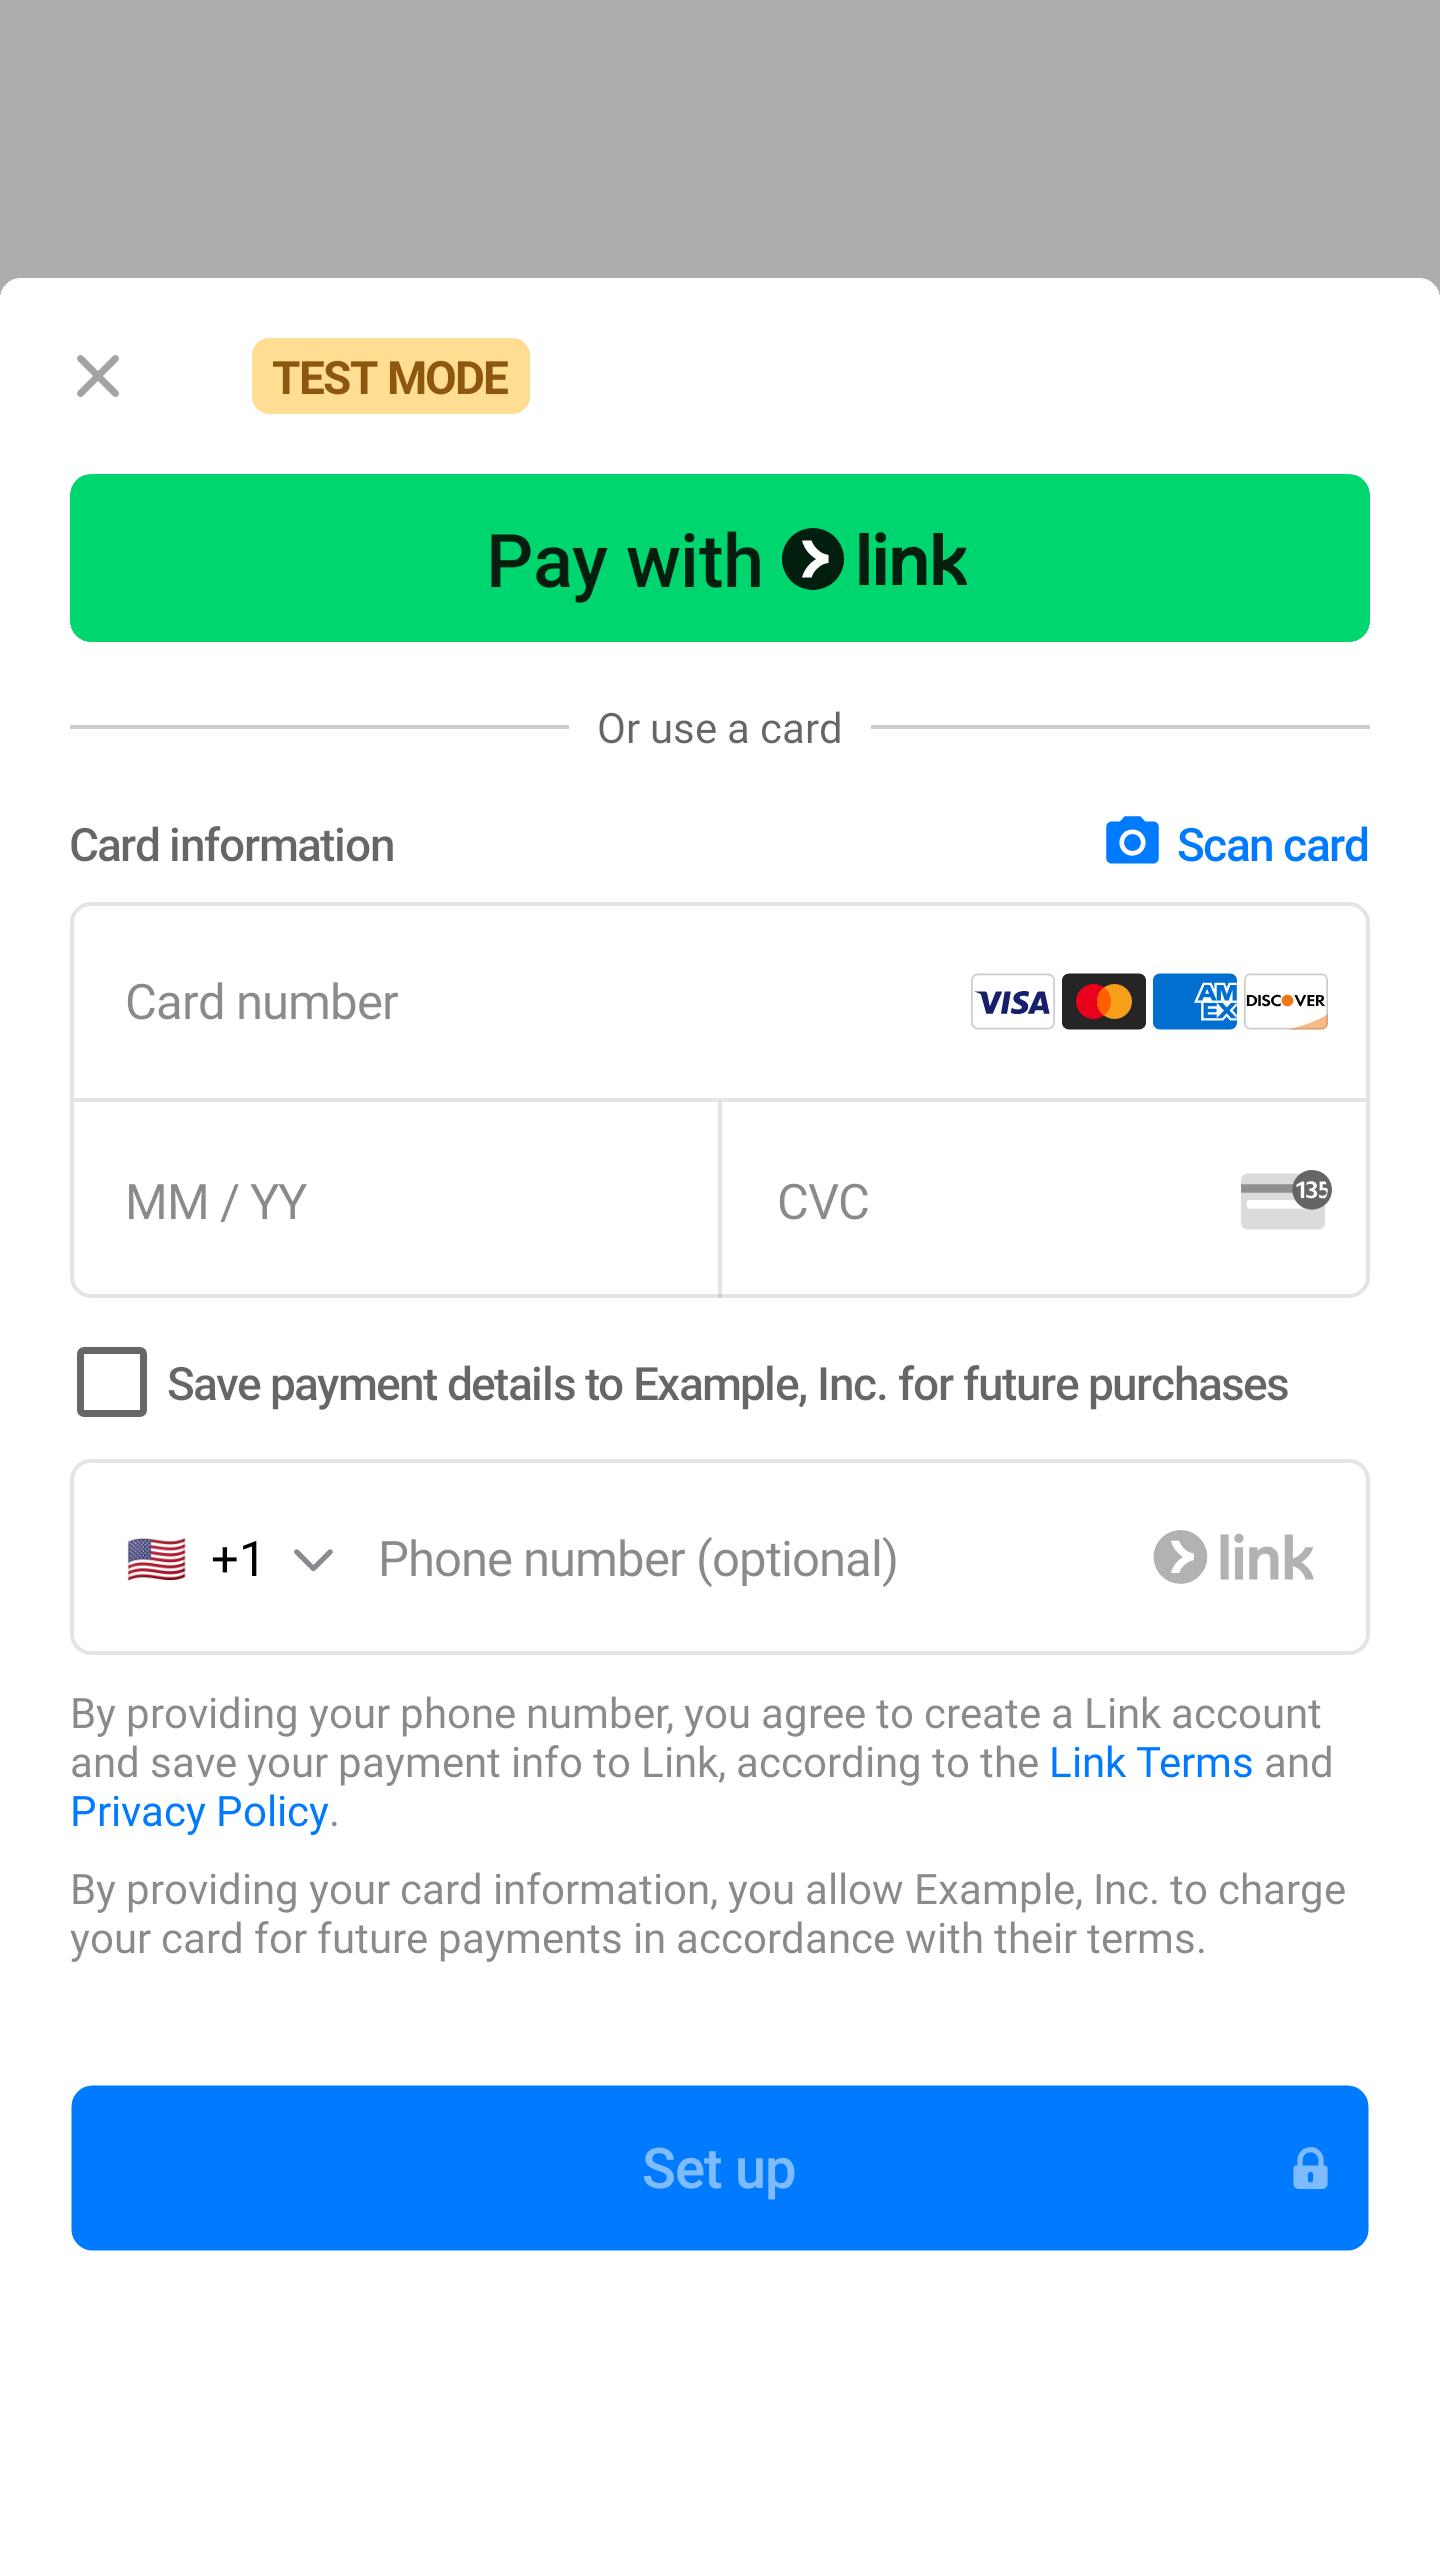 TEST MODE
Pay with link
Or use a card
Card information
Scan card
Card number
VISA
AM
EX
DISCOVER
MM / YY
CVC
135
Save payment details to Example, Inc. for future purchases
+1
Phone number (optional)
link
By providing your phone number, you agree to create a Link account
and save your payment info to Link, according to the Link Terms and
Privacy Policy.
By providing your card information, you allow Example, Inc. to charge
your card for future payments in accordance with their terms.
Set up